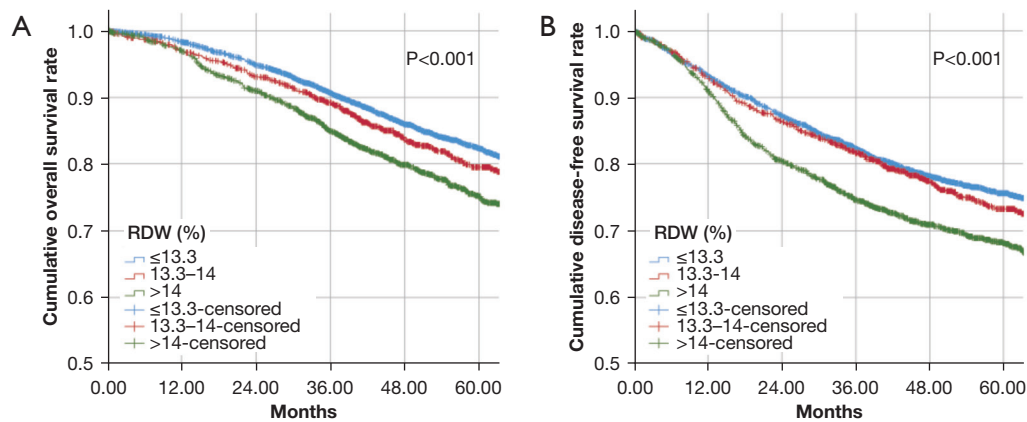 A
Cumulative overall survival rate
1.0
0.9
0.8
0.7
0.6
0.5
P<0.001
RDW (%)
≤13.3
13.3–14
>14
≤13.3-censored
13.3–14-censored
>14-censored
0.00 12.00 24.00 36.00 48.00 60.00
Months
B
Cumulative disease-free survival rate
1.0
0.9
0.8
0.7
0.6
0.5
P<0.001
RDW (%)
≤13.3
13.3-14
>14
≤13.3-censored
13.3–14-censored
>14-censored
0.00 12.00 24.00 36.00 48.00 60.00
Months